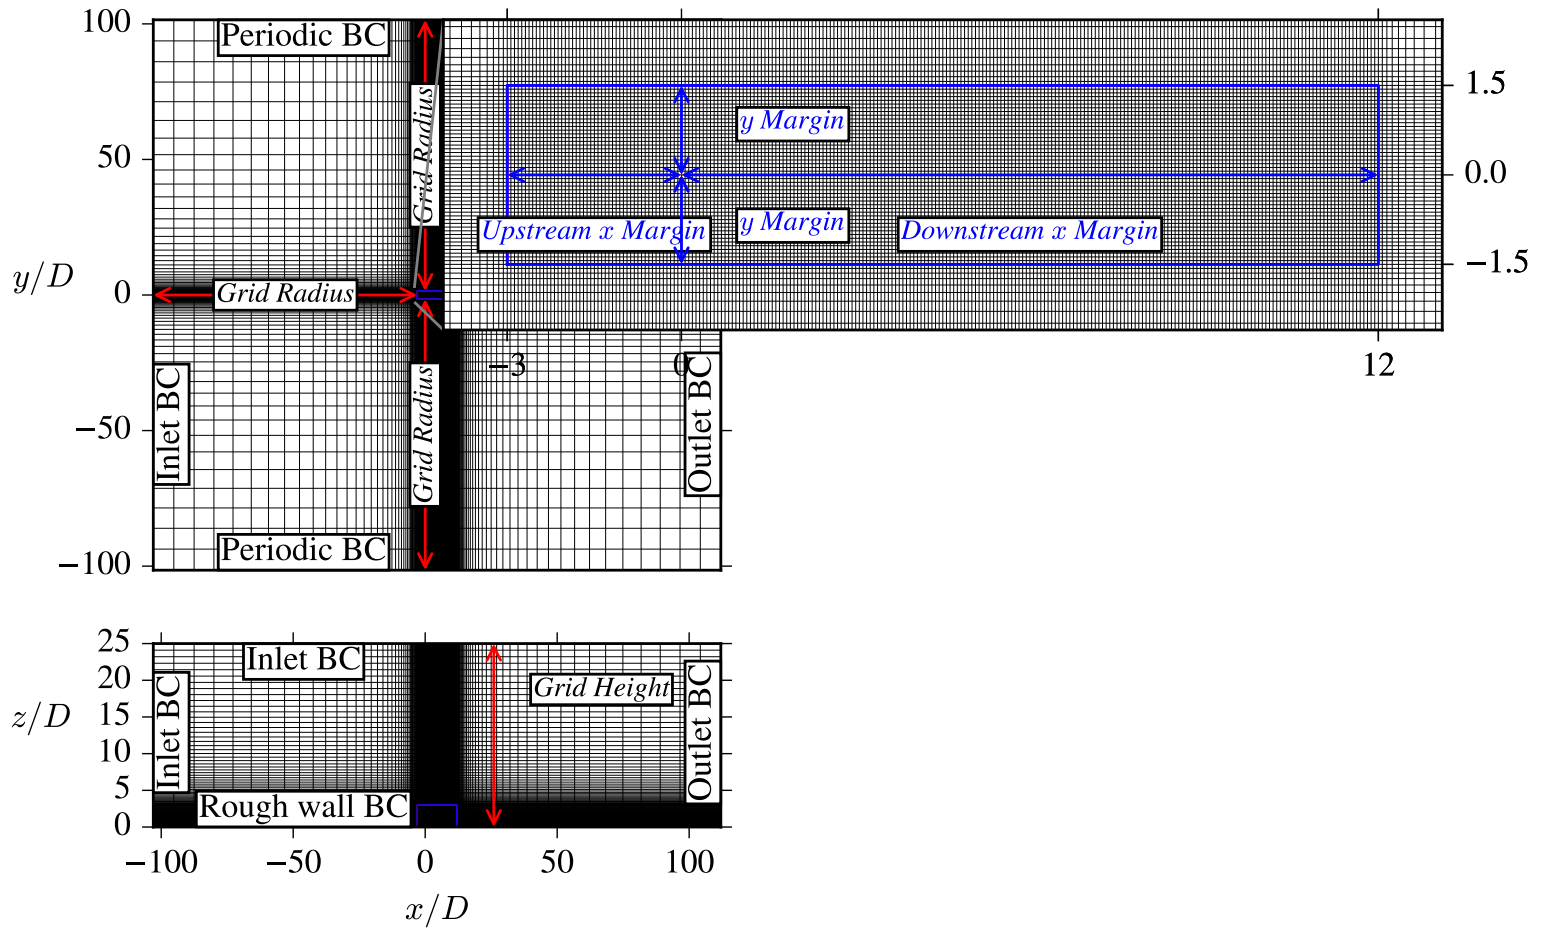 100
Periodic BC
1.5
y Margin
50
Grid Radius
0.0
Upstream x Margin
y Margin
Downstream x Margin
−1.5
y/D
0
Grid Radius
−3
0
12
Inlet BC
Grid Radius
Outlet BC
−50
Periodic BC
−100
25
Inlet BC
20
Grid Height
Inlet BC
Outlet BC
z/D
15
10
5
Rough wall BC
0
−100
−50
0
50
100
x/D